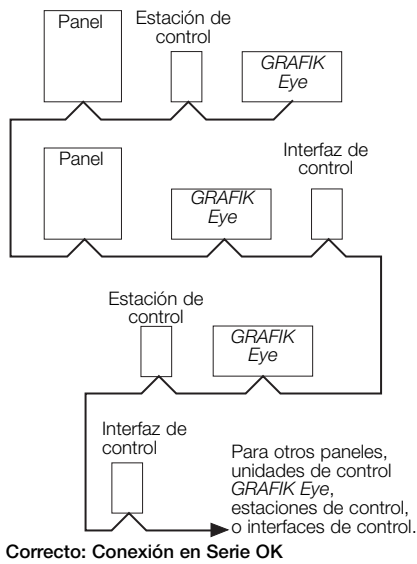 Panel
Estación de
control
GRAFIK
Eye
Panel
GRAFIK
Eye
Interfaz de
control
Estación de
control
GRAFIK
Eye
Interfaz de
control
Para otros paneles,
unidades de control
GRAFIK Eye,
estaciones de control,
o interfaces de control.
Correcto: Conexión en Serie OK